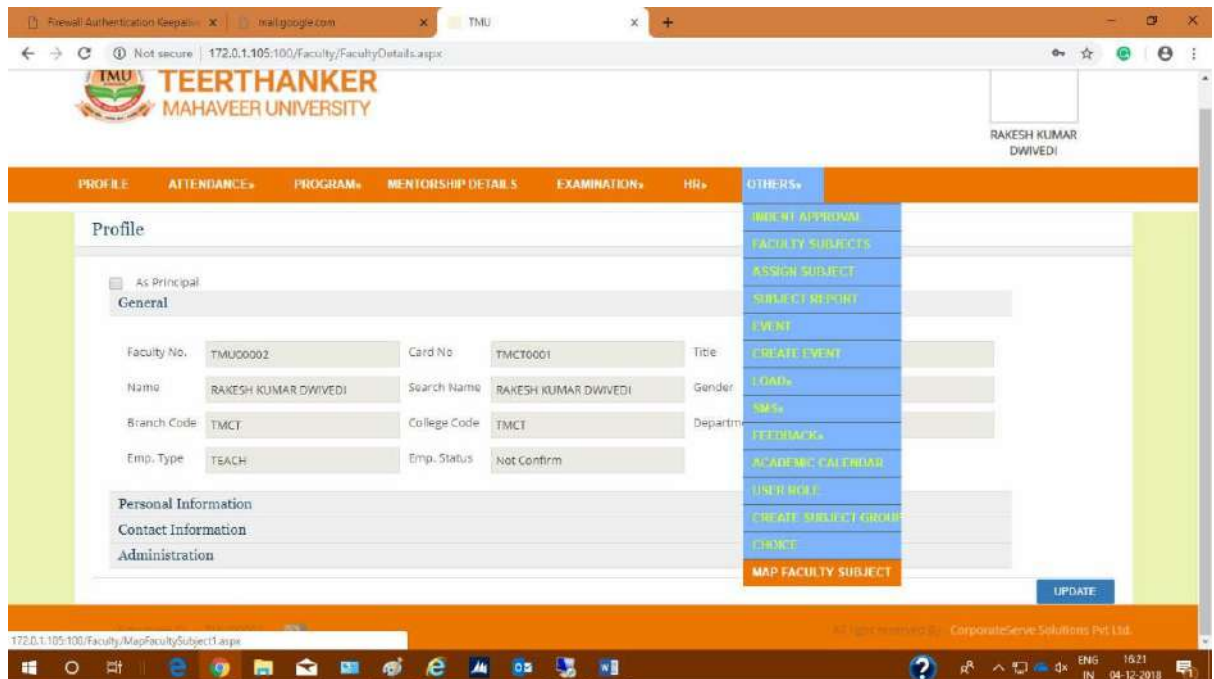 Firewall Authentication Keepaliv
mail.google.com
TMU
Not secure | 172.0.1.105:100/Faculty/FacultyDetails.aspx
TMU
TEERTHANKER
MAHAVEER UNIVERSITY
RAKESH KUMAR
DWIVEDI
PROFILE ATTENDANCE» PROGRAM» MENTORSHIP DETAILS EXAMINATION» HR» OTHERS»
INDENT APPROVAL
FACULTY SUBJECTS
ASSIGN SUBJECT
SUBJECT REPORT
EVENT
CREATE EVENT
LOAD»
SMS»
FEEDBACK»
ACADEMIC CALENDAR
USER ROLE
CREATE SUBJECT GROUP
CHOICE
MAP FACULTY SUBJECT
Profile
As Principal
General
Faculty No. TMU00002 Card No TMCT0001 Title
Name RAKESH KUMAR DWIVEDI Search Name RAKESH KUMAR DWIVEDI Gender
Branch Code TMCT College Code TMCT Departm
Emp. Type TEACH Emp. Status Not Confirm
Personal Information
Contact Information
Administration
UPDATE
CorporateServe Solutions Pvt Ltd.
172.0.1.105:100/Faculty/MapFacultySubject1.aspx
ENG 16:21
IN 04-12-2018